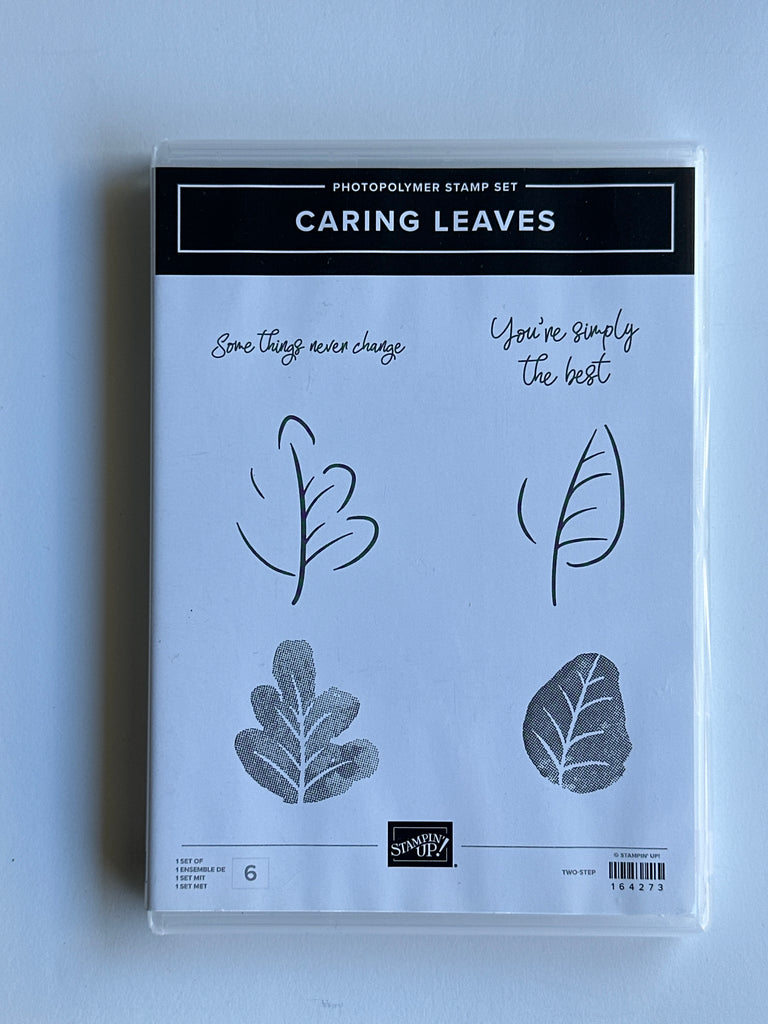 PHOTOPOLYMER STAMP SET
CARING LEAVES
Some things never change
You're simply
the best
STAMPIN'
UP!
1 SET OF
1 ENSEMBLE DE
1 SET MIT
1 SET MET
6
TWO-STEP
© STAMPIN' UP!
164273